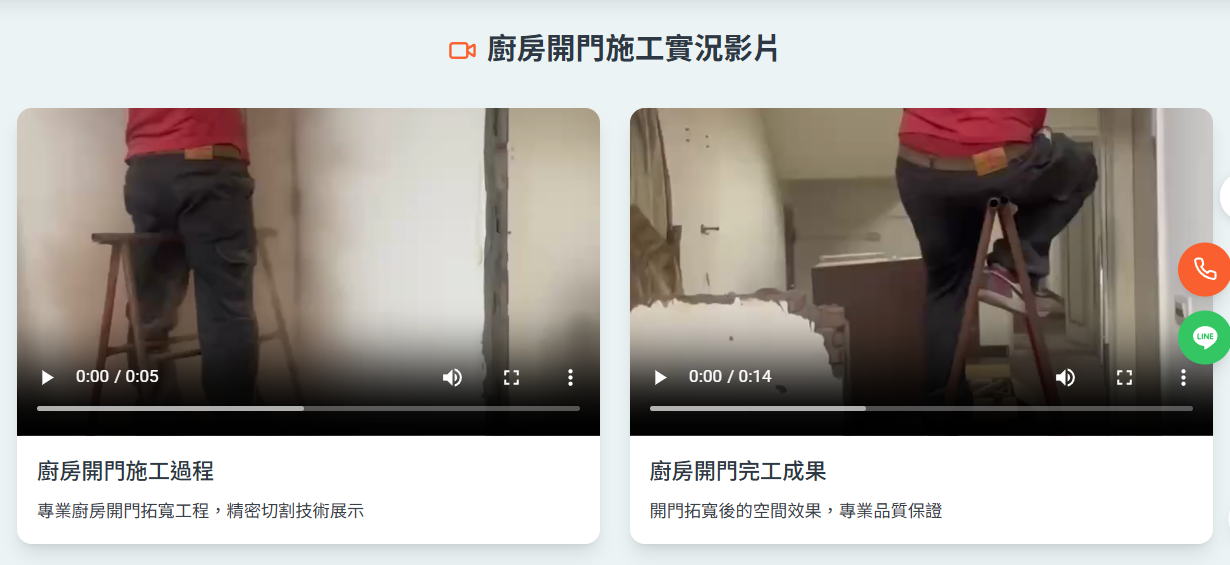 廚房開門施工實況影片
0:00 / 0:05
0:00 / 0:14
LINE
廚房開門施工過程
專業廚房開門拓寬工程，精密切割技術展示
廚房開門完工成果
開門拓寬後的空間效果，專業品質保證